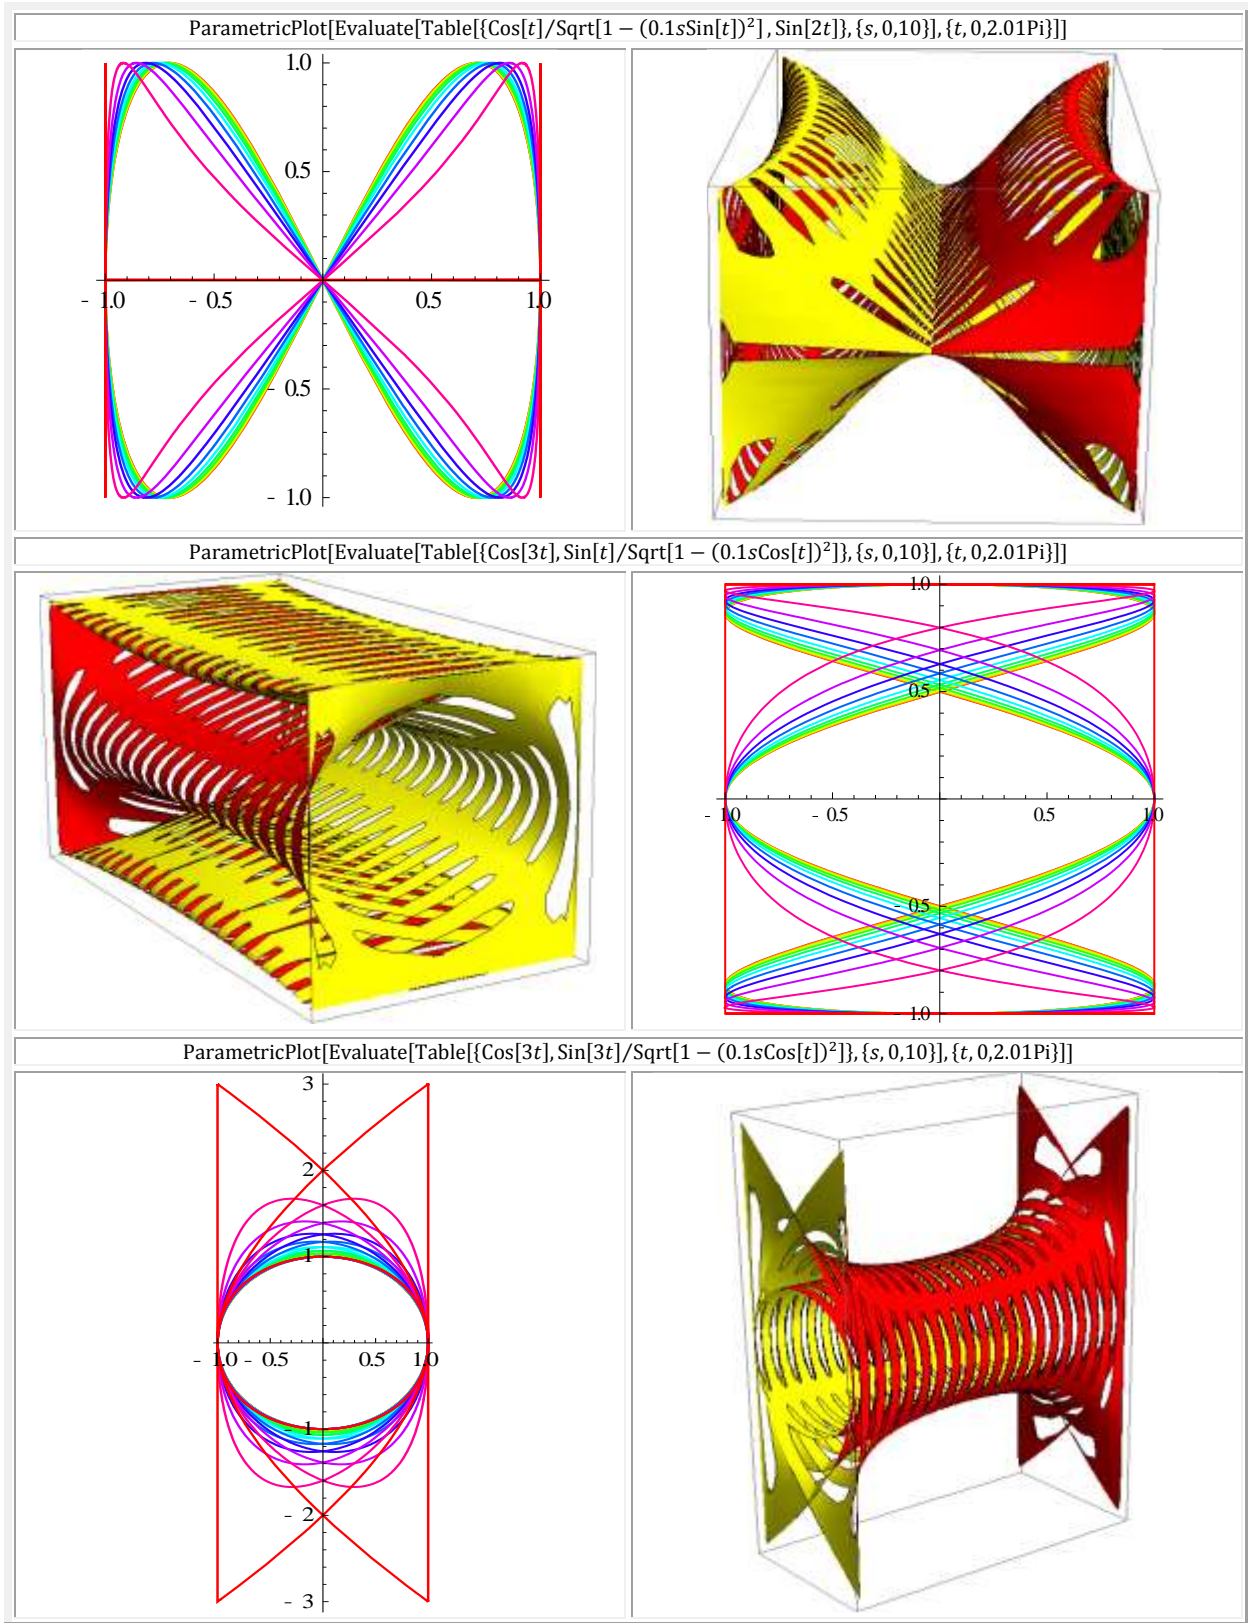 ParametricPlot[Evaluate[Table[{Cos[t]/Sqrt[1 − (0.1sSin[t])²], Sin[2t]}, {s, 0,10}], {t, 0,2.01Pi}]]
1.0
0.5
- 1.0 - 0.5 0.5 1.0
- 0.5
- 1.0
ParametricPlot[Evaluate[Table[{Cos[3t], Sin[t]/Sqrt[1 − (0.1sCos[t])²]}, {s, 0,10}], {t, 0,2.01Pi}]]
1.0
0.5
- 1.0 - 0.5 0.5 1.0
- 0.5
- 1.0
ParametricPlot[Evaluate[Table[{Cos[3t], Sin[3t]/Sqrt[1 − (0.1sCos[t])²]}, {s, 0,10}], {t, 0,2.01Pi}]]
3
2
1
- 1.0 - 0.5 0.5 1.0
- 1
- 2
- 3